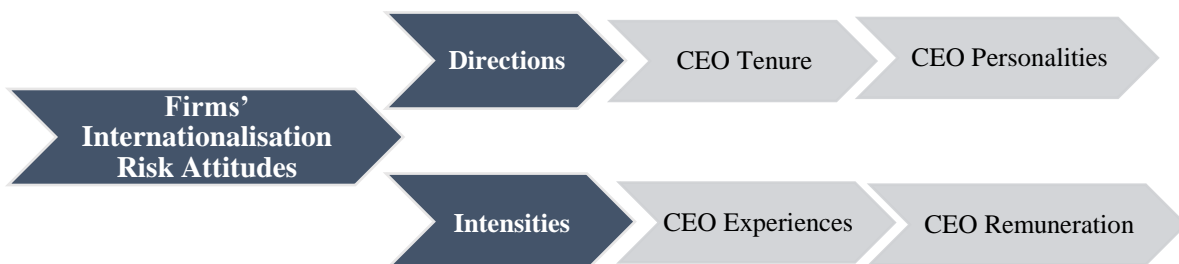 Directions
CEO Tenure
CEO Personalities
Firms’
Internationalisation
Risk Attitudes
Intensities
CEO Experiences
CEO Remuneration